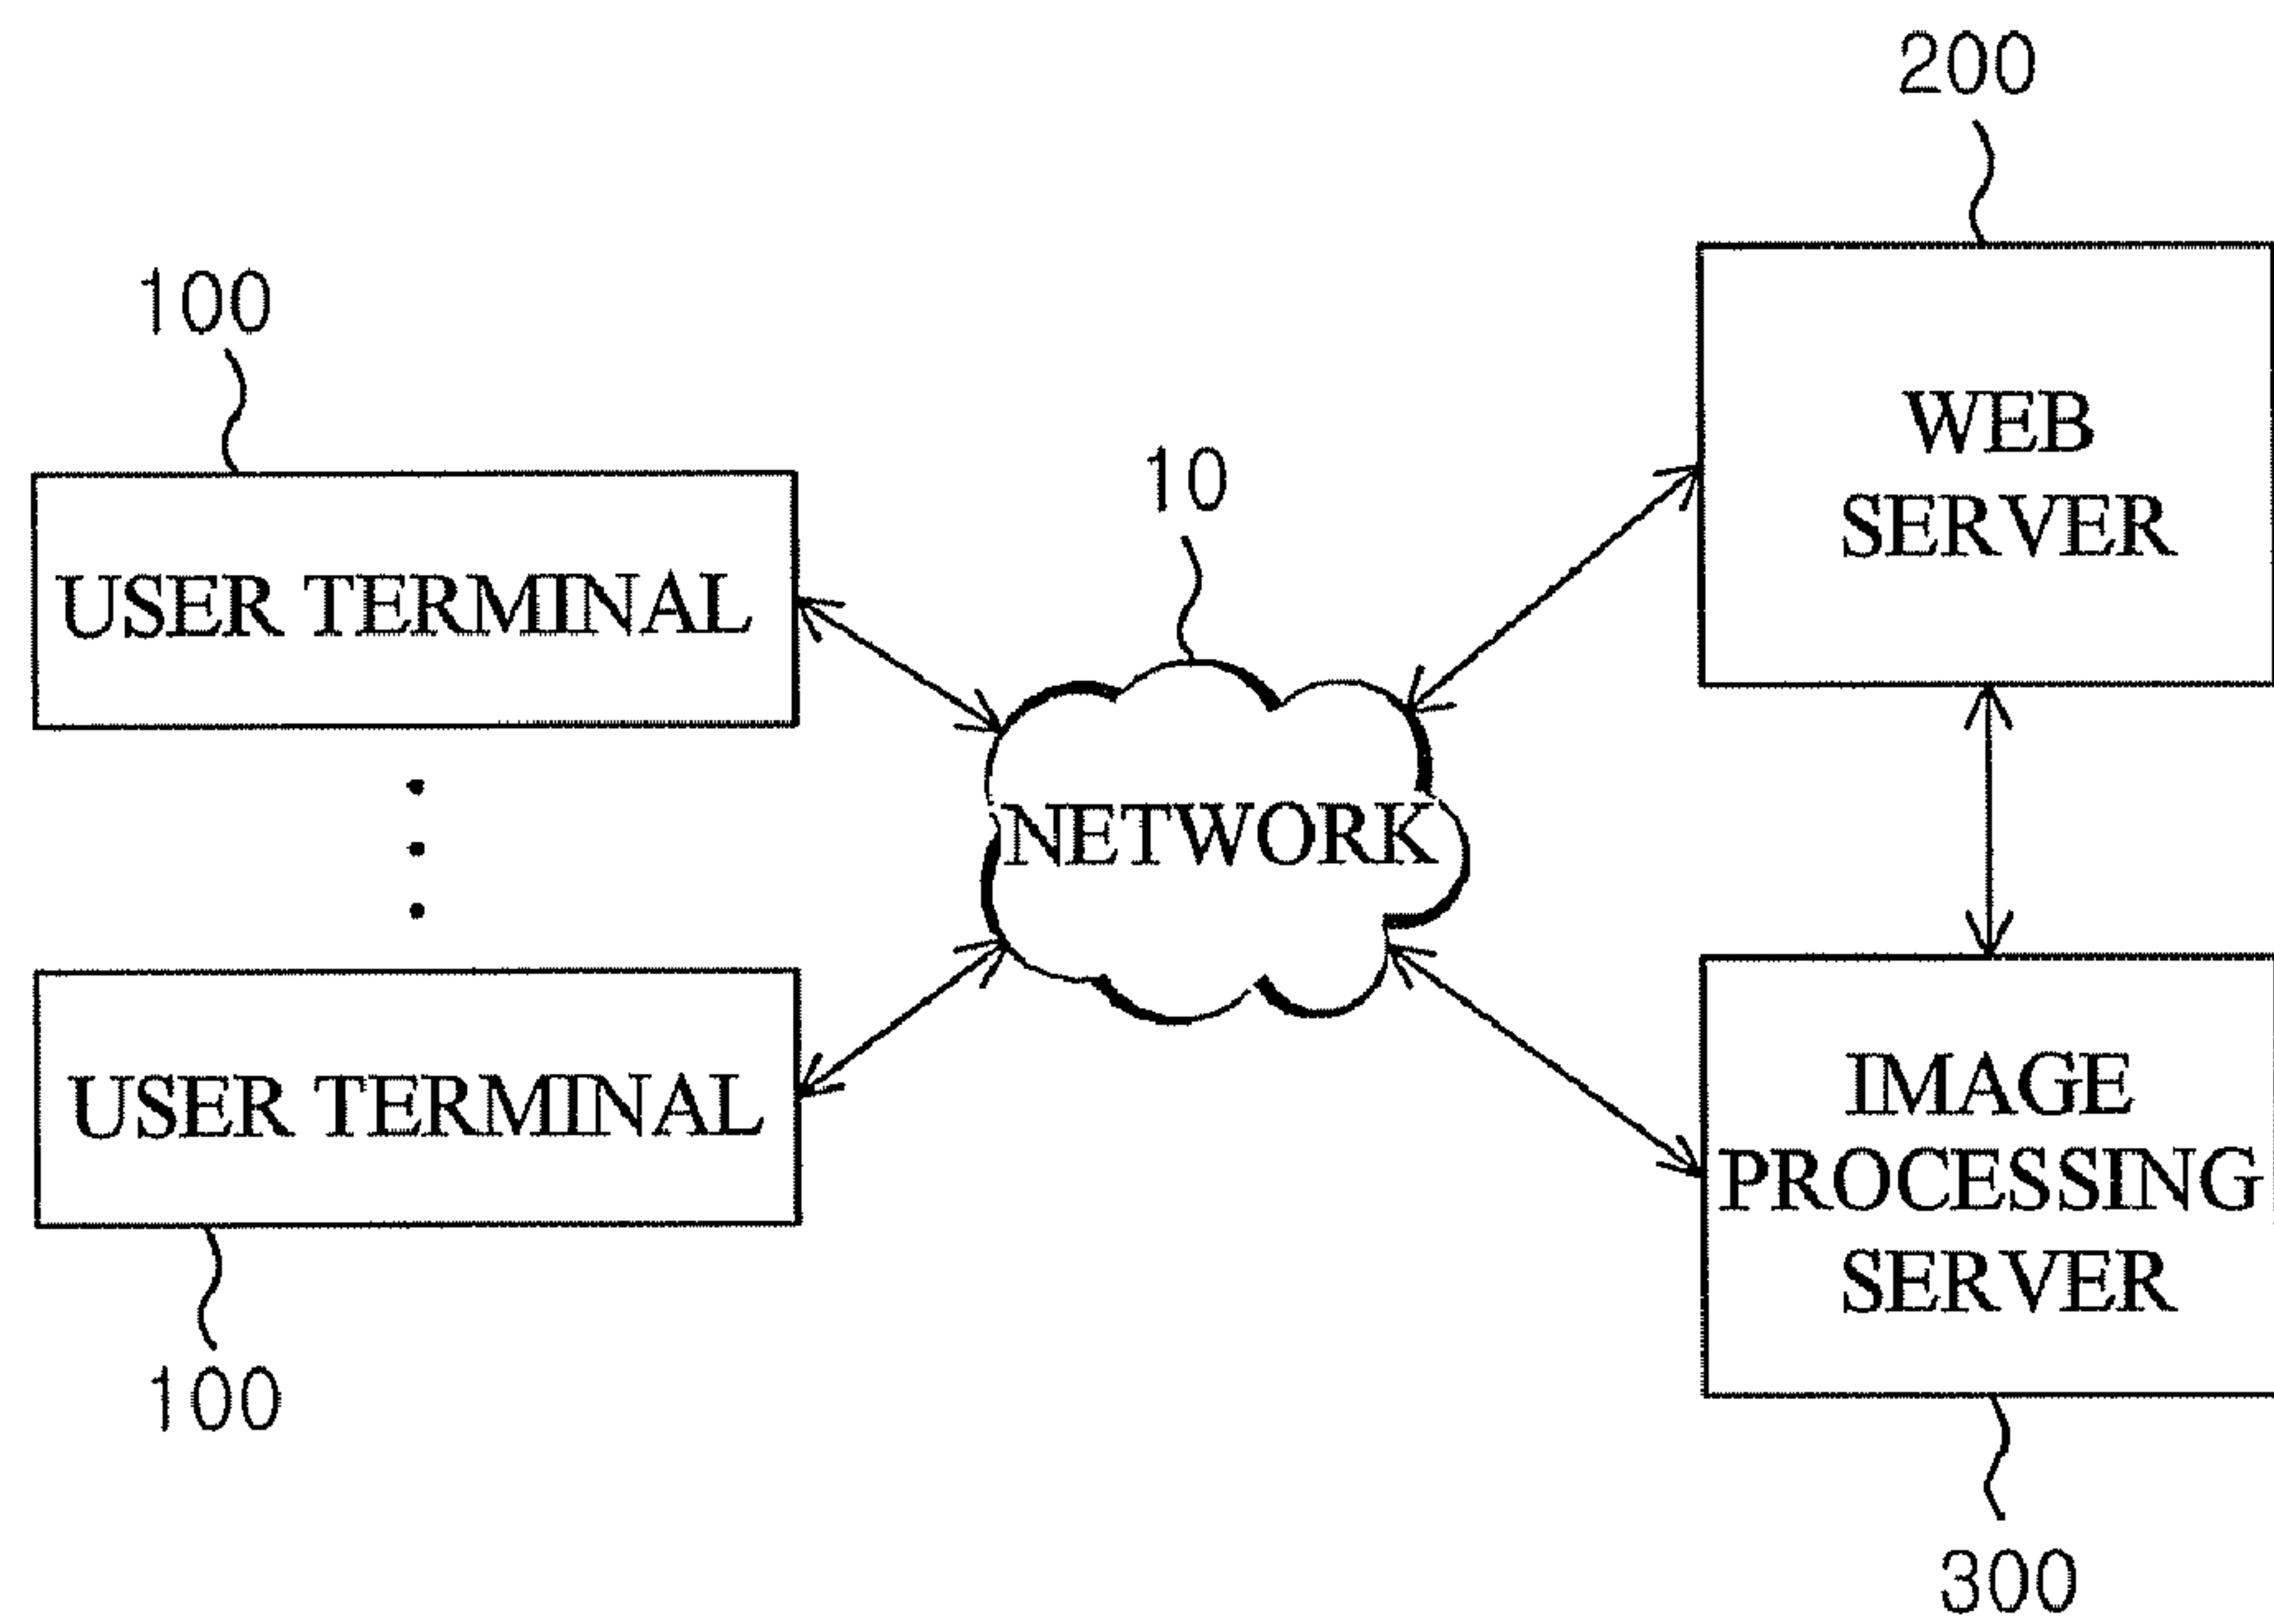 200
100
10
WEB
SERVER
USER TERMINAL
NETWORK
USER TERMINAL
IMAGE
PROCESSING
SERVER
100
300